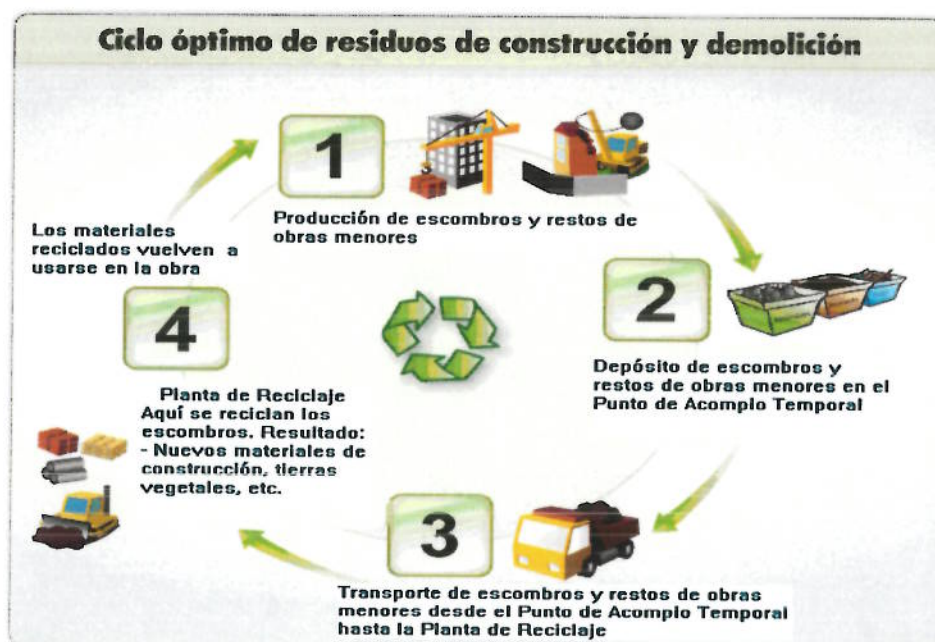 Ciclo óptimo de residuos de construcción y demolición
1
Producción de escombros y restos de
obras menores
2
Depósito de escombros y
restos de obras menores en el
Punto de Acomplo Temporal
3
Transporte de escombros y restos de obras
menores desde el Punto de Acomplo Temporal
hasta la Planta de Reciclaje
4
Planta de Reciclaje
Aquí se reciclan los
escombros. Resultado:
- Nuevos materiales de
construcción, tierras
vegetales, etc.
Los materiales
reciclados vuelven a
usarse en la obra